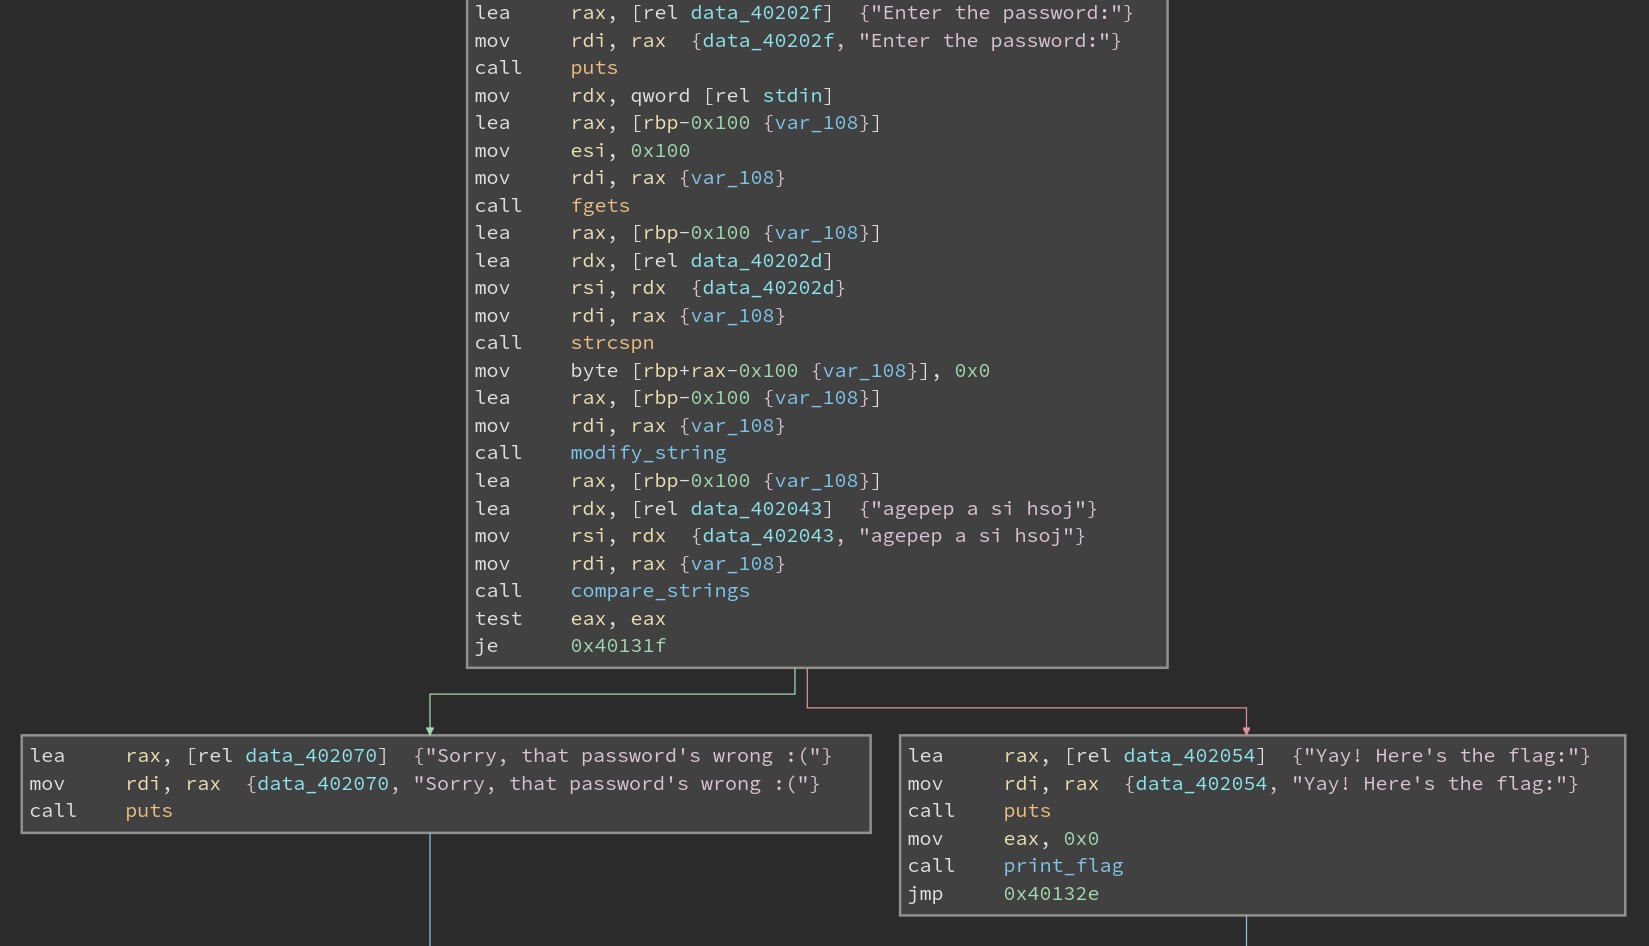 lea rax, [rel data_40202f] {"Enter the password:"}
mov rdi, rax {data_40202f, "Enter the password:"}
call puts
mov rdx, qword [rel stdin]
lea rax, [rbp-0x100 {var_108}]
mov esi, 0x100
mov rdi, rax {var_108}
call fgets
lea rax, [rbp-0x100 {var_108}]
lea rdx, [rel data_40202d]
mov rsi, rdx {data_40202d}
mov rdi, rax {var_108}
call strcspn
mov byte [rbp+rax-0x100 {var_108}], 0x0
lea rax, [rbp-0x100 {var_108}]
mov rdi, rax {var_108}
call modify_string
lea rax, [rbp-0x100 {var_108}]
lea rdx, [rel data_402043] {"agepep a si hsoj"}
mov rsi, rdx {data_402043, "agepep a si hsoj"}
mov rdi, rax {var_108}
call compare_strings
test eax, eax
je 0x40131f
lea rax, [rel data_402070] {"Sorry, that password's wrong :("}
mov rdi, rax {data_402070, "Sorry, that password's wrong :("}
call puts
lea rax, [rel data_402054] {"Yay! Here's the flag:"}
mov rdi, rax {data_402054, "Yay! Here's the flag:"}
call puts
mov eax, 0x0
call print_flag
jmp 0x40132e